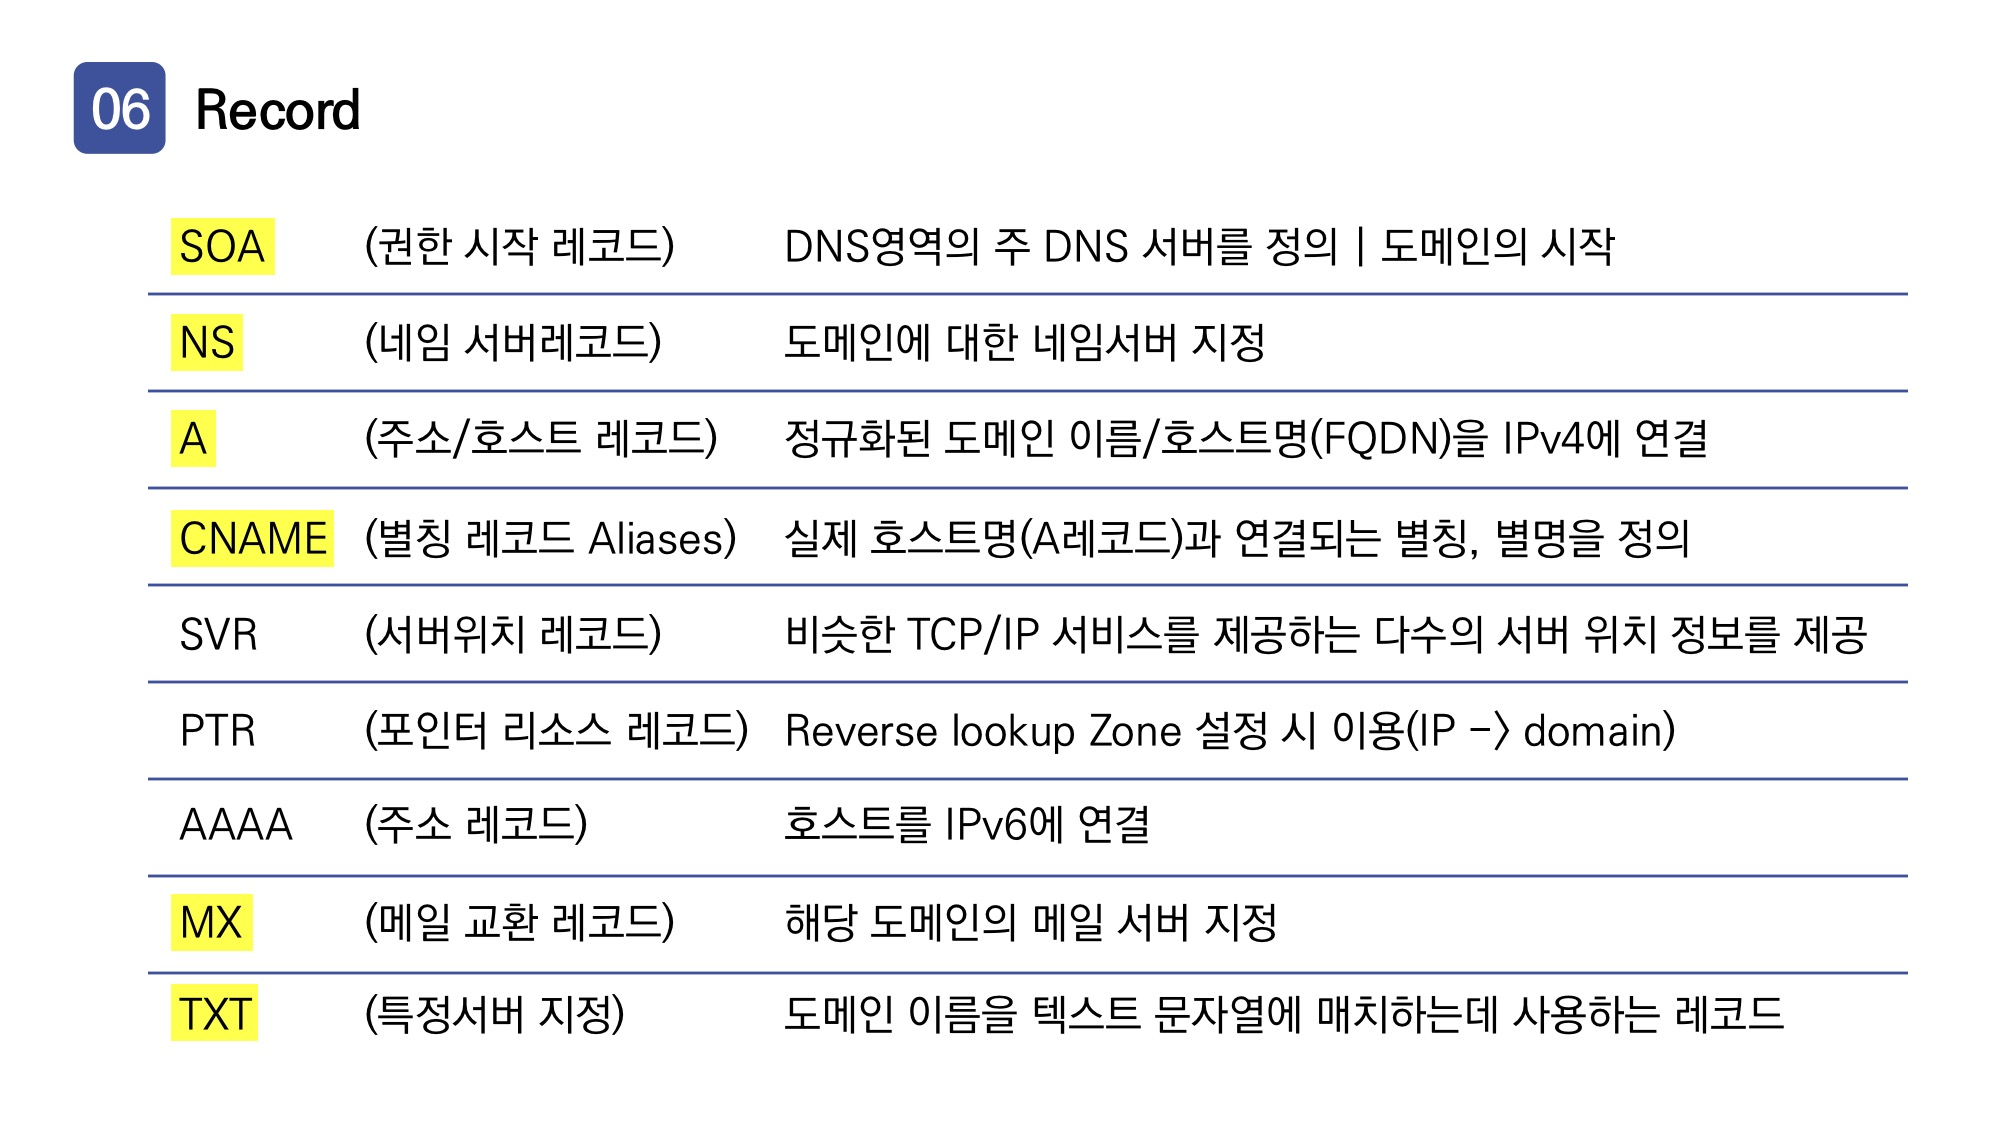 06 Record
SOA (권한 시작 레코드) DNS영역의 주 DNS 서버를 정의 | 도메인의 시작
NS (네임 서버레코드) 도메인에 대한 네임서버 지정
A (주소/호스트 레코드) 정규화된 도메인 이름/호스트명(FQDN)을 IPv4에 연결
CNAME (별칭 레코드 Aliases) 실제 호스트명(A레코드)과 연결되는 별칭, 별명을 정의
SVR (서버위치 레코드) 비슷한 TCP/IP 서비스를 제공하는 다수의 서버 위치 정보를 제공
PTR (포인터 리소스 레코드) Reverse lookup Zone 설정 시 이용(IP -> domain)
AAAA (주소 레코드) 호스트를 IPv6에 연결
MX (메일 교환 레코드) 해당 도메인의 메일 서버 지정
TXT (특정서버 지정) 도메인 이름을 텍스트 문자열에 매치하는데 사용하는 레코드